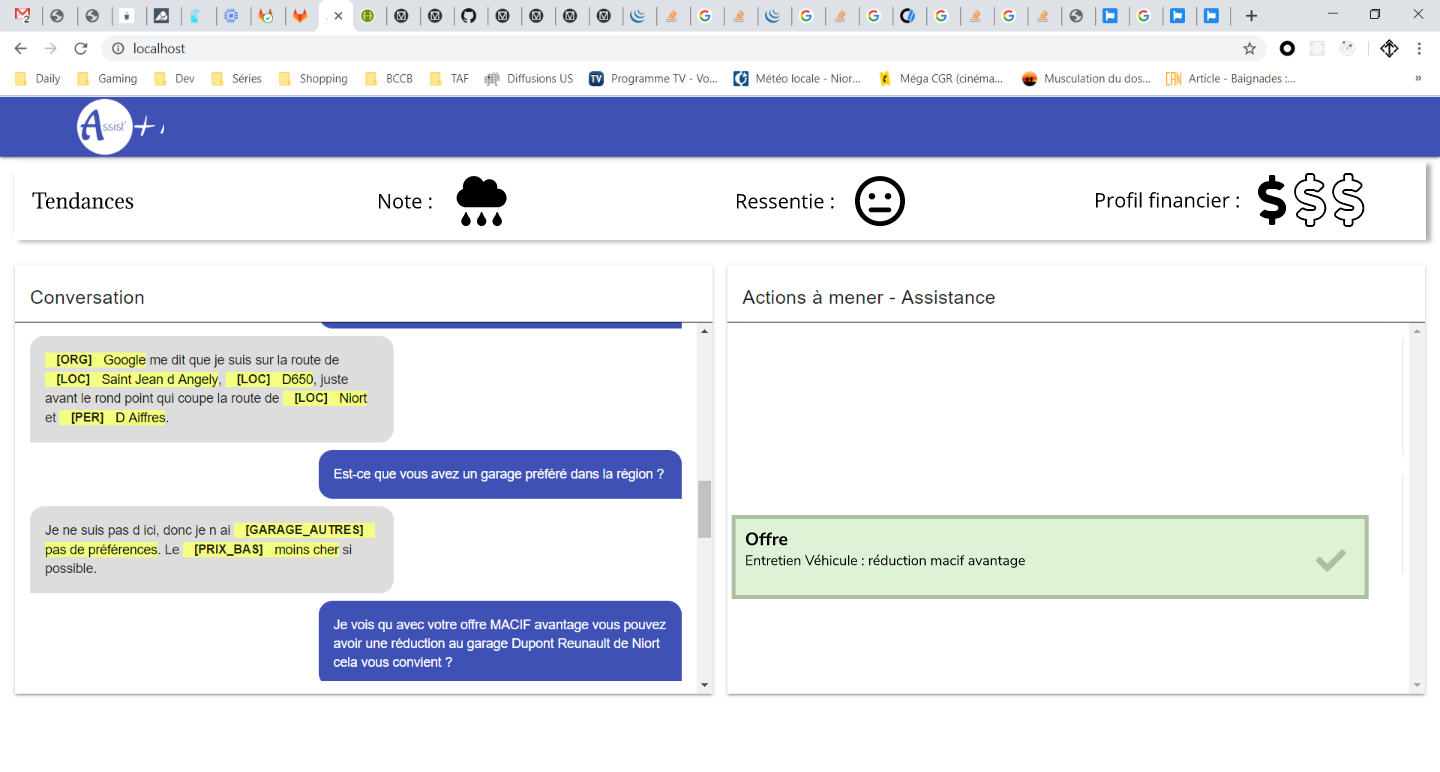 localhost
Daily
Gaming
Dev
Séries
Shopping
BCCB
TAF
Diffusions US
Programme TV - Vo...
Météo locale - Nior...
Méga CGR (cinéma...
Musculation du dos...
Article - Baignades :...
»
Assist'
+
Tendances
Note :
Ressentie :
Profil financier :
$$$
Conversation
[ORG] Google me dit que je suis sur la route de
[LOC] Saint Jean d Angely, [LOC] D650, juste
avant le rond point qui coupe la route de [LOC] Niort
et [PER] D Aiffres.
Est-ce que vous avez un garage préféré dans la région ?
Je ne suis pas d ici, donc je n ai [GARAGE_AUTRES]
pas de préférences. Le [PRIX_BAS] moins cher si
possible.
Je vois qu avec votre offre MACIF avantage vous pouvez
avoir une réduction au garage Dupont Reunault de Niort
cela vous convient ?
Actions à mener - Assistance
Offre
Entretien Véhicule : réduction macif avantage